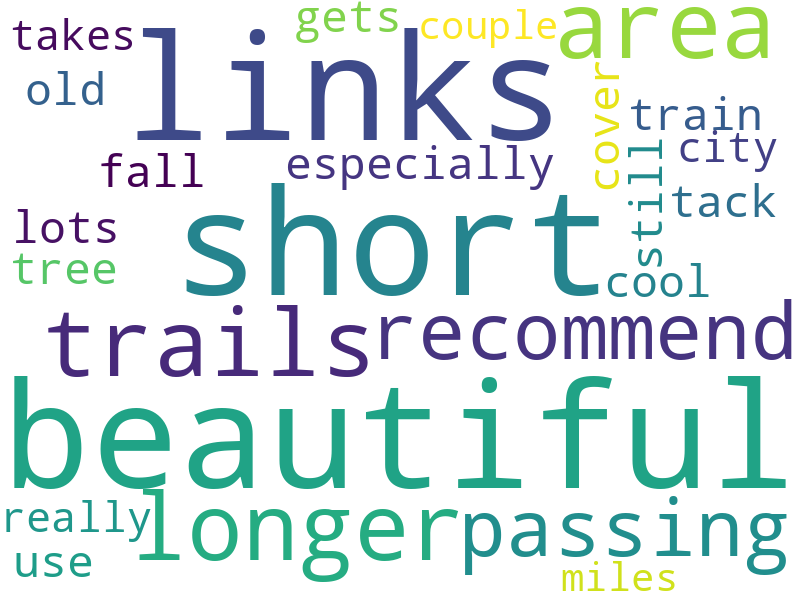 takes
links
gets
couple
area
old
cover
train
fall
especially
still
city
tack
lots
short
tree
cool
trails
recommend
beautiful
really
longer
passing
use
miles